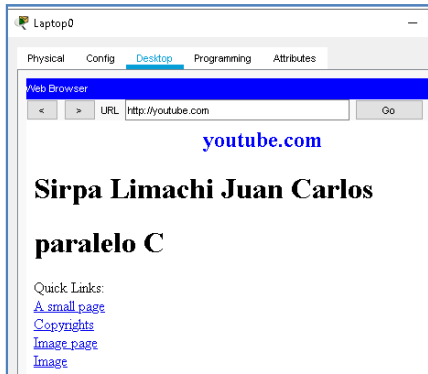 Laptop0
Physical Config Desktop Programming Attributes
Web Browser
< > URL http://youtube.com Go
youtube.com
Sirpa Limachi Juan Carlos
paralelo C
Quick Links:
A small page
Copyrights
Image page
Image